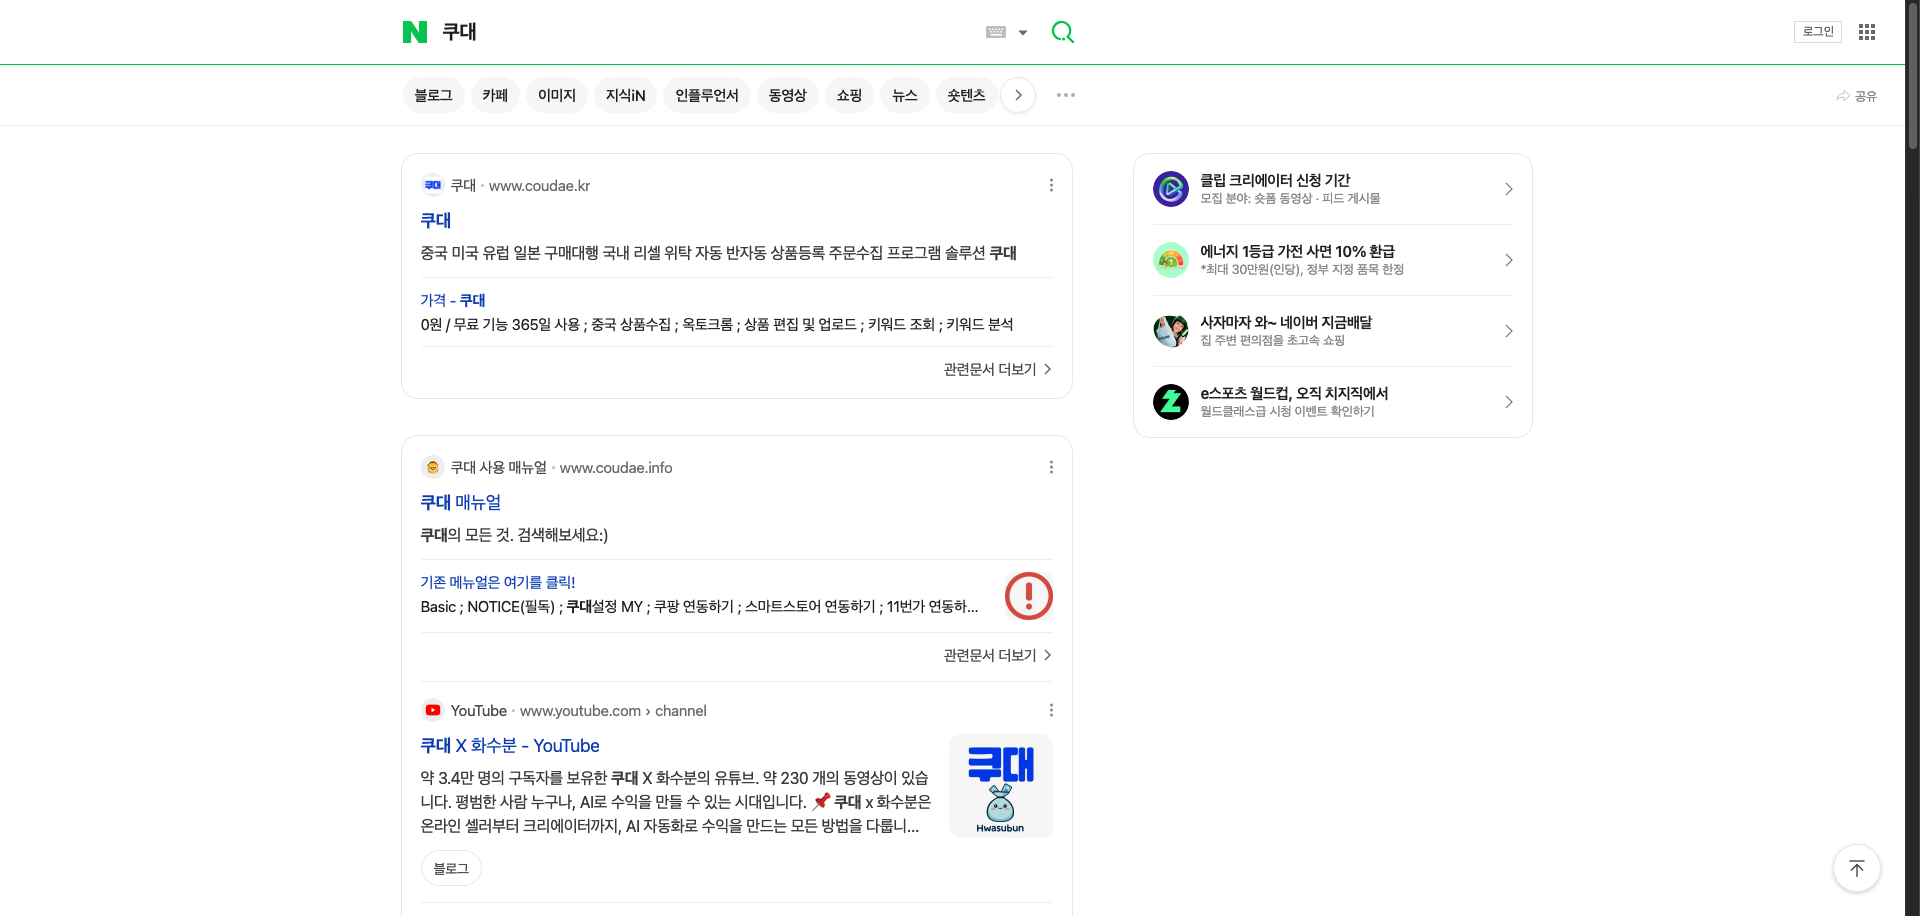 쿠대
로그인
블로그
카페
이미지
지식iN
인플루언서
동영상
쇼핑
뉴스
숏텐츠
공유
쿠대
쿠대 · www.coudae.kr
쿠대
중국 미국 유럽 일본 구매대행 국내 리셀 위탁 자동 반자동 상품등록 주문수집 프로그램 솔루션 쿠대
가격 - 쿠대
0원 / 무료 기능 365일 사용 ; 중국 상품수집 ; 옥토크롬 ; 상품 편집 및 업로드 ; 키워드 조회 ; 키워드 분석
관련문서 더보기
쿠대 사용 매뉴얼 · www.coudae.info
쿠대 매뉴얼
쿠대의 모든 것. 검색해보세요:)
기존 메뉴얼은 여기를 클릭!
Basic ; NOTICE(필독) ; 쿠대설정 MY ; 쿠팡 연동하기 ; 스마트스토어 연동하기 ; 11번가 연동하...
관련문서 더보기
YouTube · www.youtube.com › channel
쿠대 X 화수분 - YouTube
약 3.4만 명의 구독자를 보유한 쿠대 X 화수분의 유튜브. 약 230 개의 동영상이 있습
니다. 평범한 사람 누구나, AI로 수익을 만들 수 있는 시대입니다. 📌 쿠대 x 화수분은
온라인 셀러부터 크리에이터까지, AI 자동화로 수익을 만드는 모든 방법을 다룹니...
쿠대
Hwasubun
블로그
클립 크리에이터 신청 기간
모집 분야: 숏폼 동영상 · 피드 게시물
에너지 1등급 가전 사면 10% 환급
*최대 30만원(인당), 정부 지정 품목 한정
사자마자 와~ 네이버 지금배달
집 주변 편의점을 초고속 쇼핑
e스포츠 월드컵, 오직 치지직에서
월드클래스급 시청 이벤트 확인하기